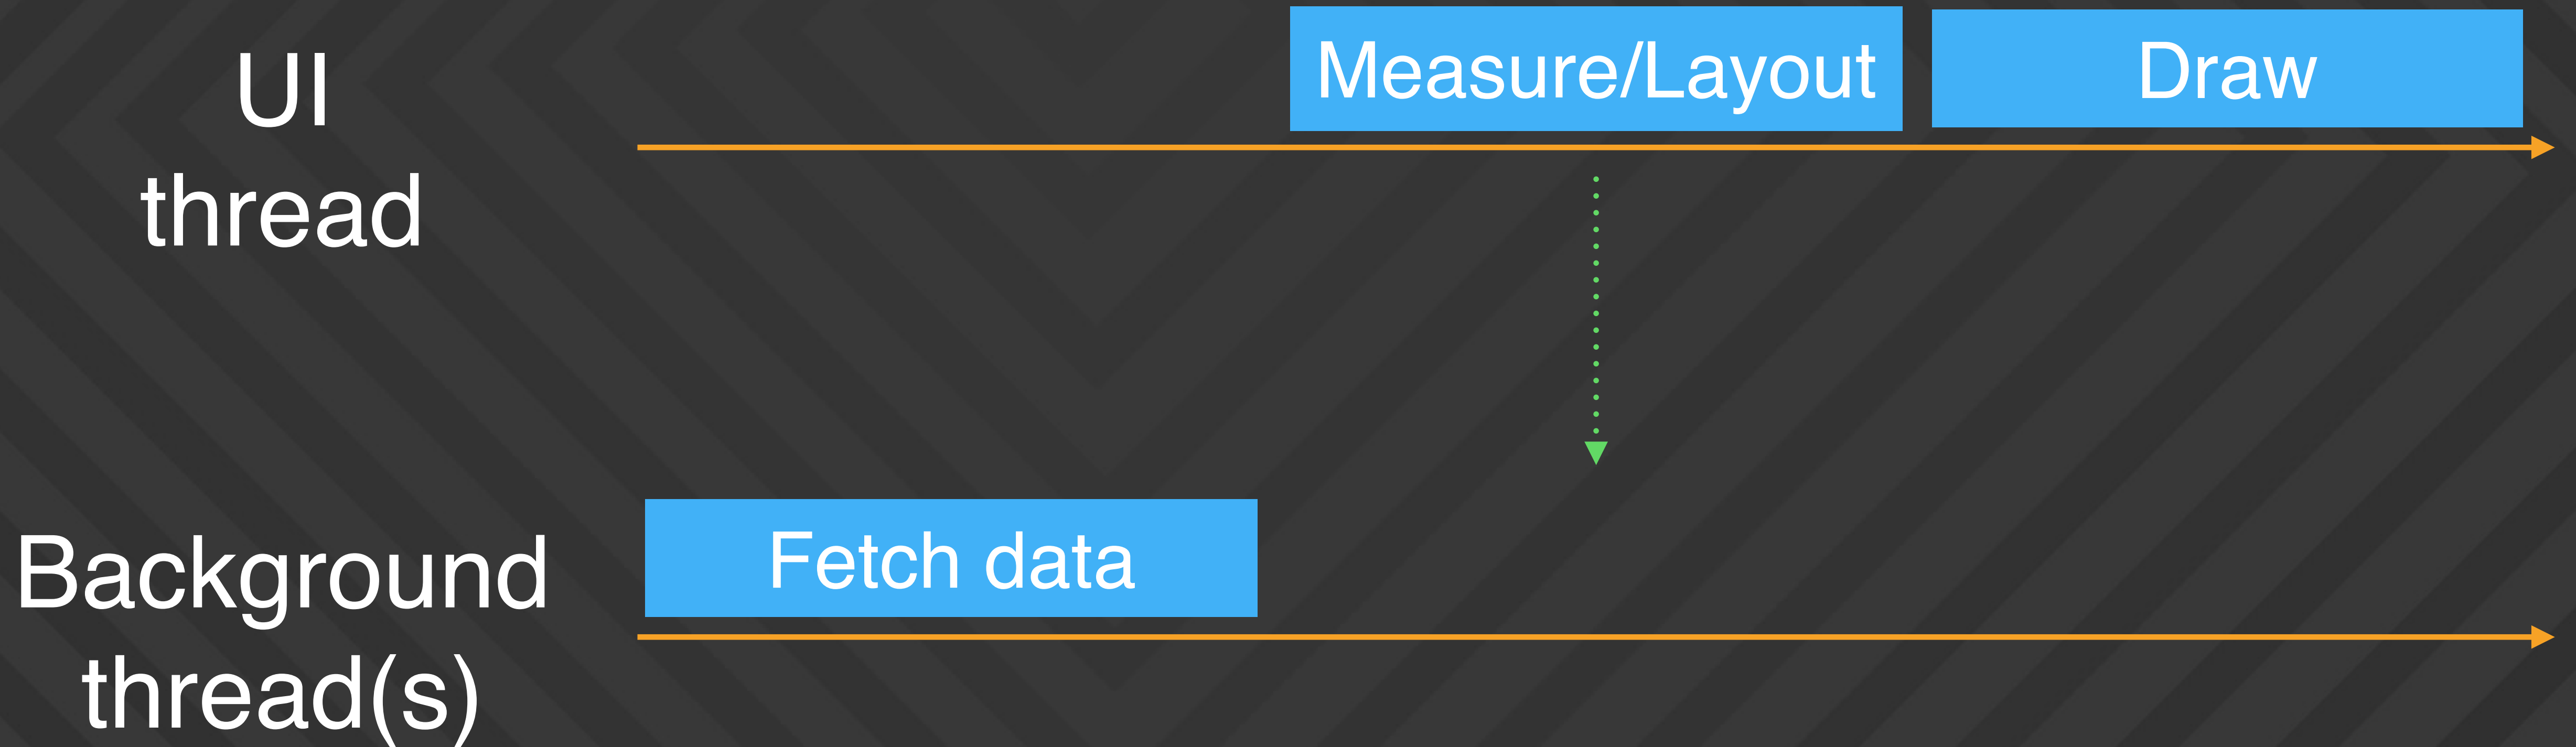 UI
thread
Measure/Layout
Draw
Background
thread(s)
Fetch data